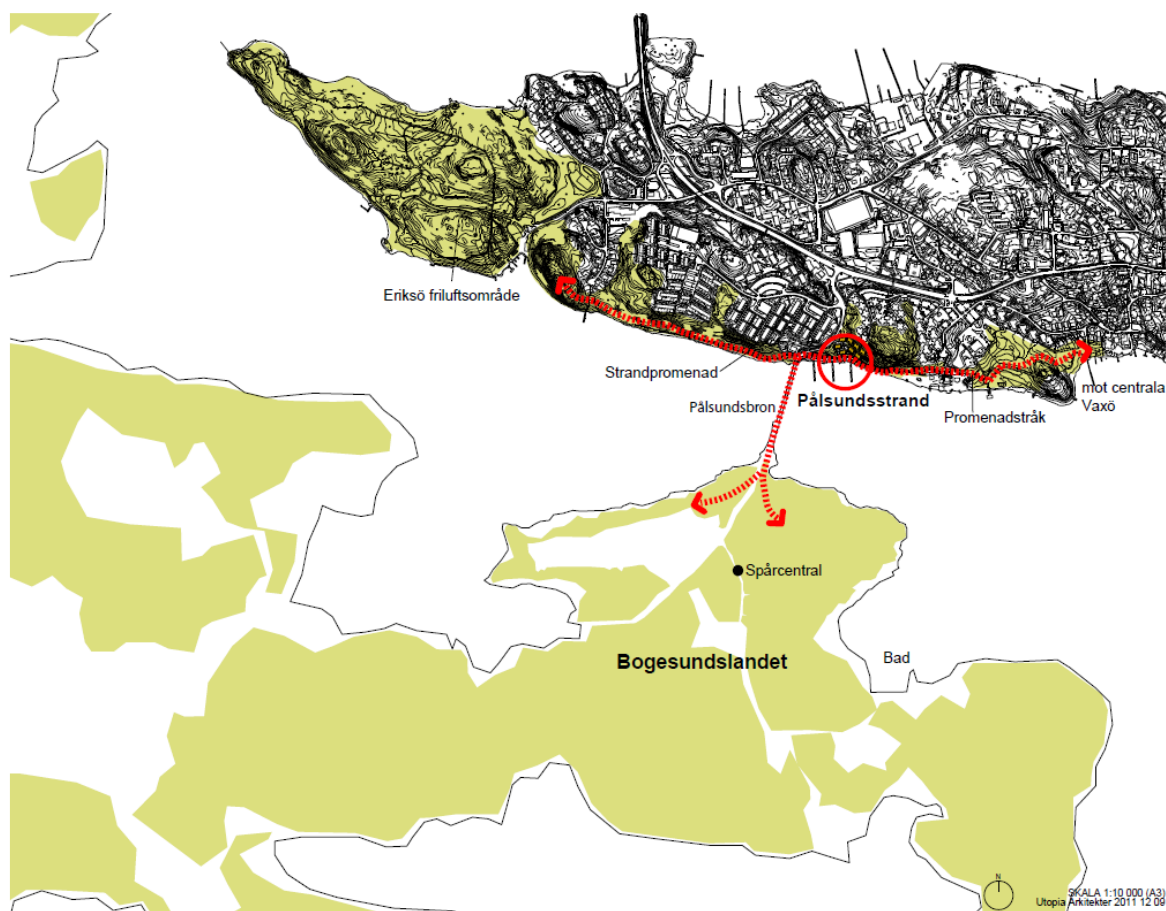 Eriksö friluftsområde
Strandpromenad
Pålsundsbron
Pålsundsstrand
Promenadstråk
mot centrala
Vaxö
Spårcentral
Bogesundslandet
Bad
N
SKALA 1:10 000 (A3)
Utopia Arkitekter 2011 12 09